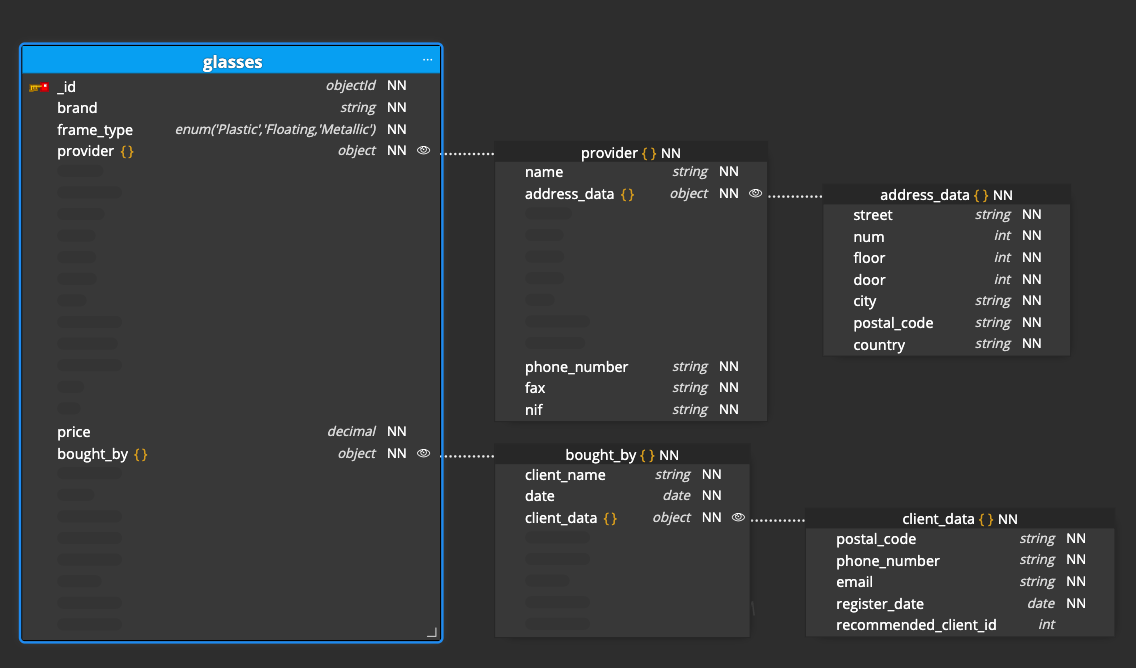 glasses ...
_id objectId NN
brand string NN
frame_type enum('Plastic','Floating,'Metallic') NN
provider {} object NN
price decimal NN
bought_by {} object NN
provider {} NN
name string NN
address_data {} object NN
phone_number string NN
fax string NN
nif string NN
address_data {} NN
street string NN
num int NN
floor int NN
door int NN
city string NN
postal_code string NN
country string NN
bought_by {} NN
client_name string NN
date date NN
client_data {} object NN
client_data {} NN
postal_code string NN
phone_number string NN
email string NN
register_date date NN
recommended_client_id int